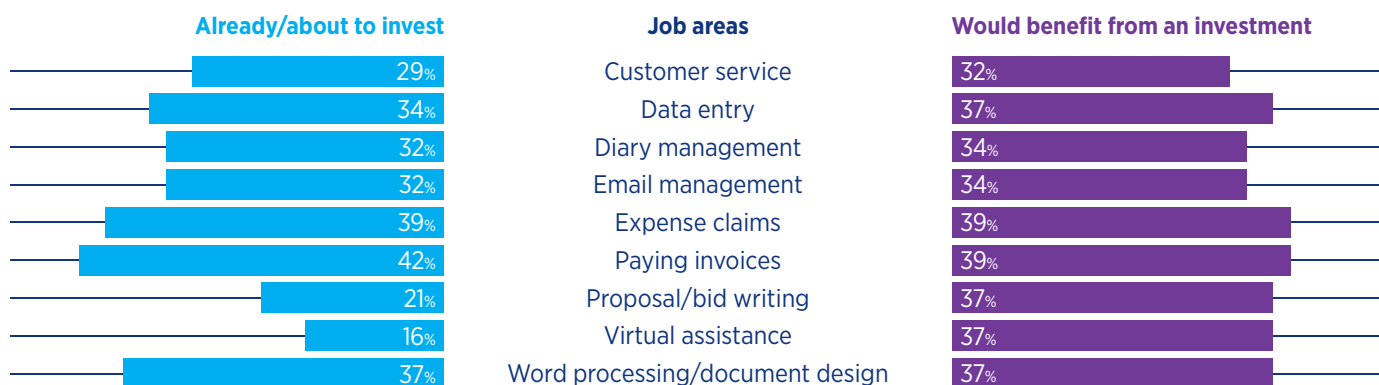 Already/about to invest Job areas Would benefit from an investment
29% Customer service 32%
34% Data entry 37%
32% Diary management 34%
32% Email management 34%
39% Expense claims 39%
42% Paying invoices 39%
21% Proposal/bid writing 37%
16% Virtual assistance 37%
37% Word processing/document design 37%